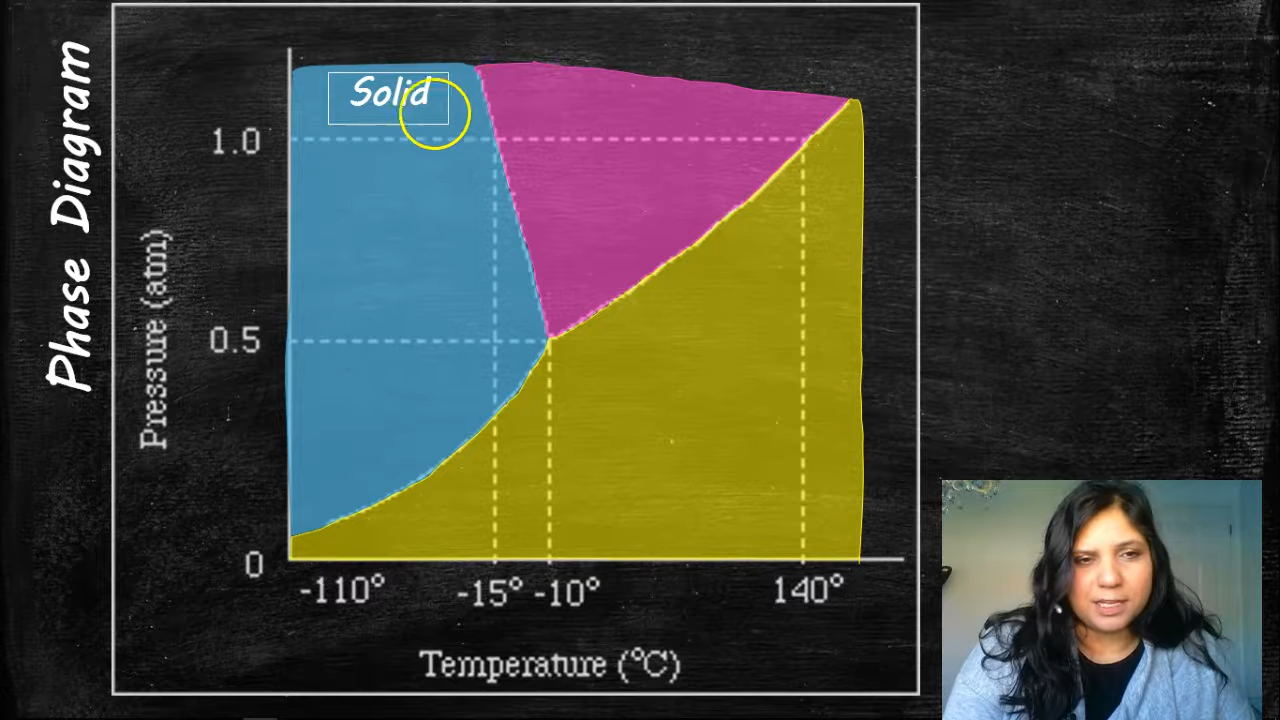 Phase Diagram
Solid
Pressure (atm)
1.0
0.5
0
-110° -15° -10° 140°
Temperature (°C)